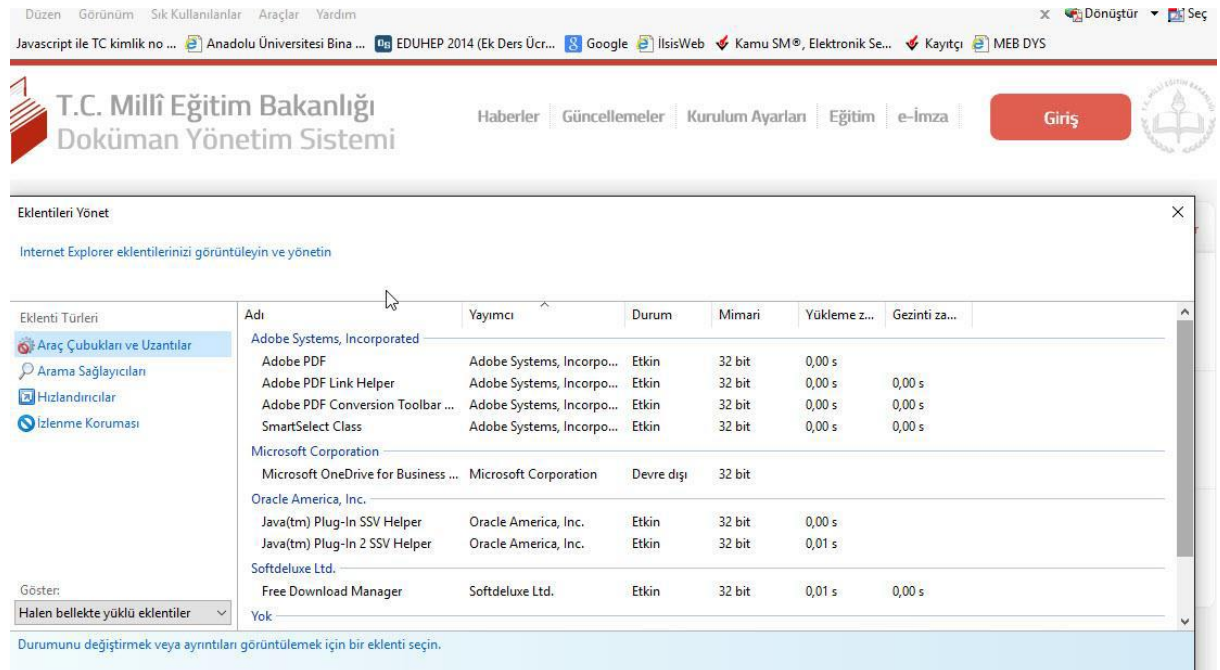 Düzen Görünüm Sık Kullanılanlar Araçlar Yardım x Dönüştür Seç
Javascript ile TC kimlik no ... Anadolu Üniversitesi Bina ... EDUHEP 2014 (Ek Ders Ücr... Google İlsisWeb Kamu SM®, Elektronik Se... Kayıtçı MEB DYS
T.C. Millî Eğitim Bakanlığı
Doküman Yönetim Sistemi
Haberler Güncellemeler Kurulum Ayarları Eğitim e-İmza Giriş
Eklentileri Yönet
Internet Explorer eklentilerinizi görüntüleyin ve yönetin
Eklenti Türleri
Araç Çubukları ve Uzantılar
Arama Sağlayıcıları
Hızlandırıcılar
İzlenme Koruması
Adı Yayımcı Durum Mimari Yükleme z... Gezinti za...
Adobe Systems, Incorporated
Adobe PDF Adobe Systems, Incorpo... Etkin 32 bit 0,00 s
Adobe PDF Link Helper Adobe Systems, Incorpo... Etkin 32 bit 0,00 s 0,00 s
Adobe PDF Conversion Toolbar ... Adobe Systems, Incorpo... Etkin 32 bit 0,00 s 0,00 s
SmartSelect Class Adobe Systems, Incorpo... Etkin 32 bit 0,00 s 0,00 s
Microsoft Corporation
Microsoft OneDrive for Business ... Microsoft Corporation Devre dışı 32 bit
Oracle America, Inc.
Java(tm) Plug-In SSV Helper Oracle America, Inc. Etkin 32 bit 0,00 s
Java(tm) Plug-In 2 SSV Helper Oracle America, Inc. Etkin 32 bit 0,01 s
Softdeluxe Ltd.
Free Download Manager Softdeluxe Ltd. Etkin 32 bit 0,01 s 0,00 s
Yok
Göster:
Halen bellekte yüklü eklentiler
Durumunu değiştirmek veya ayrıntıları görüntülemek için bir eklenti seçin.